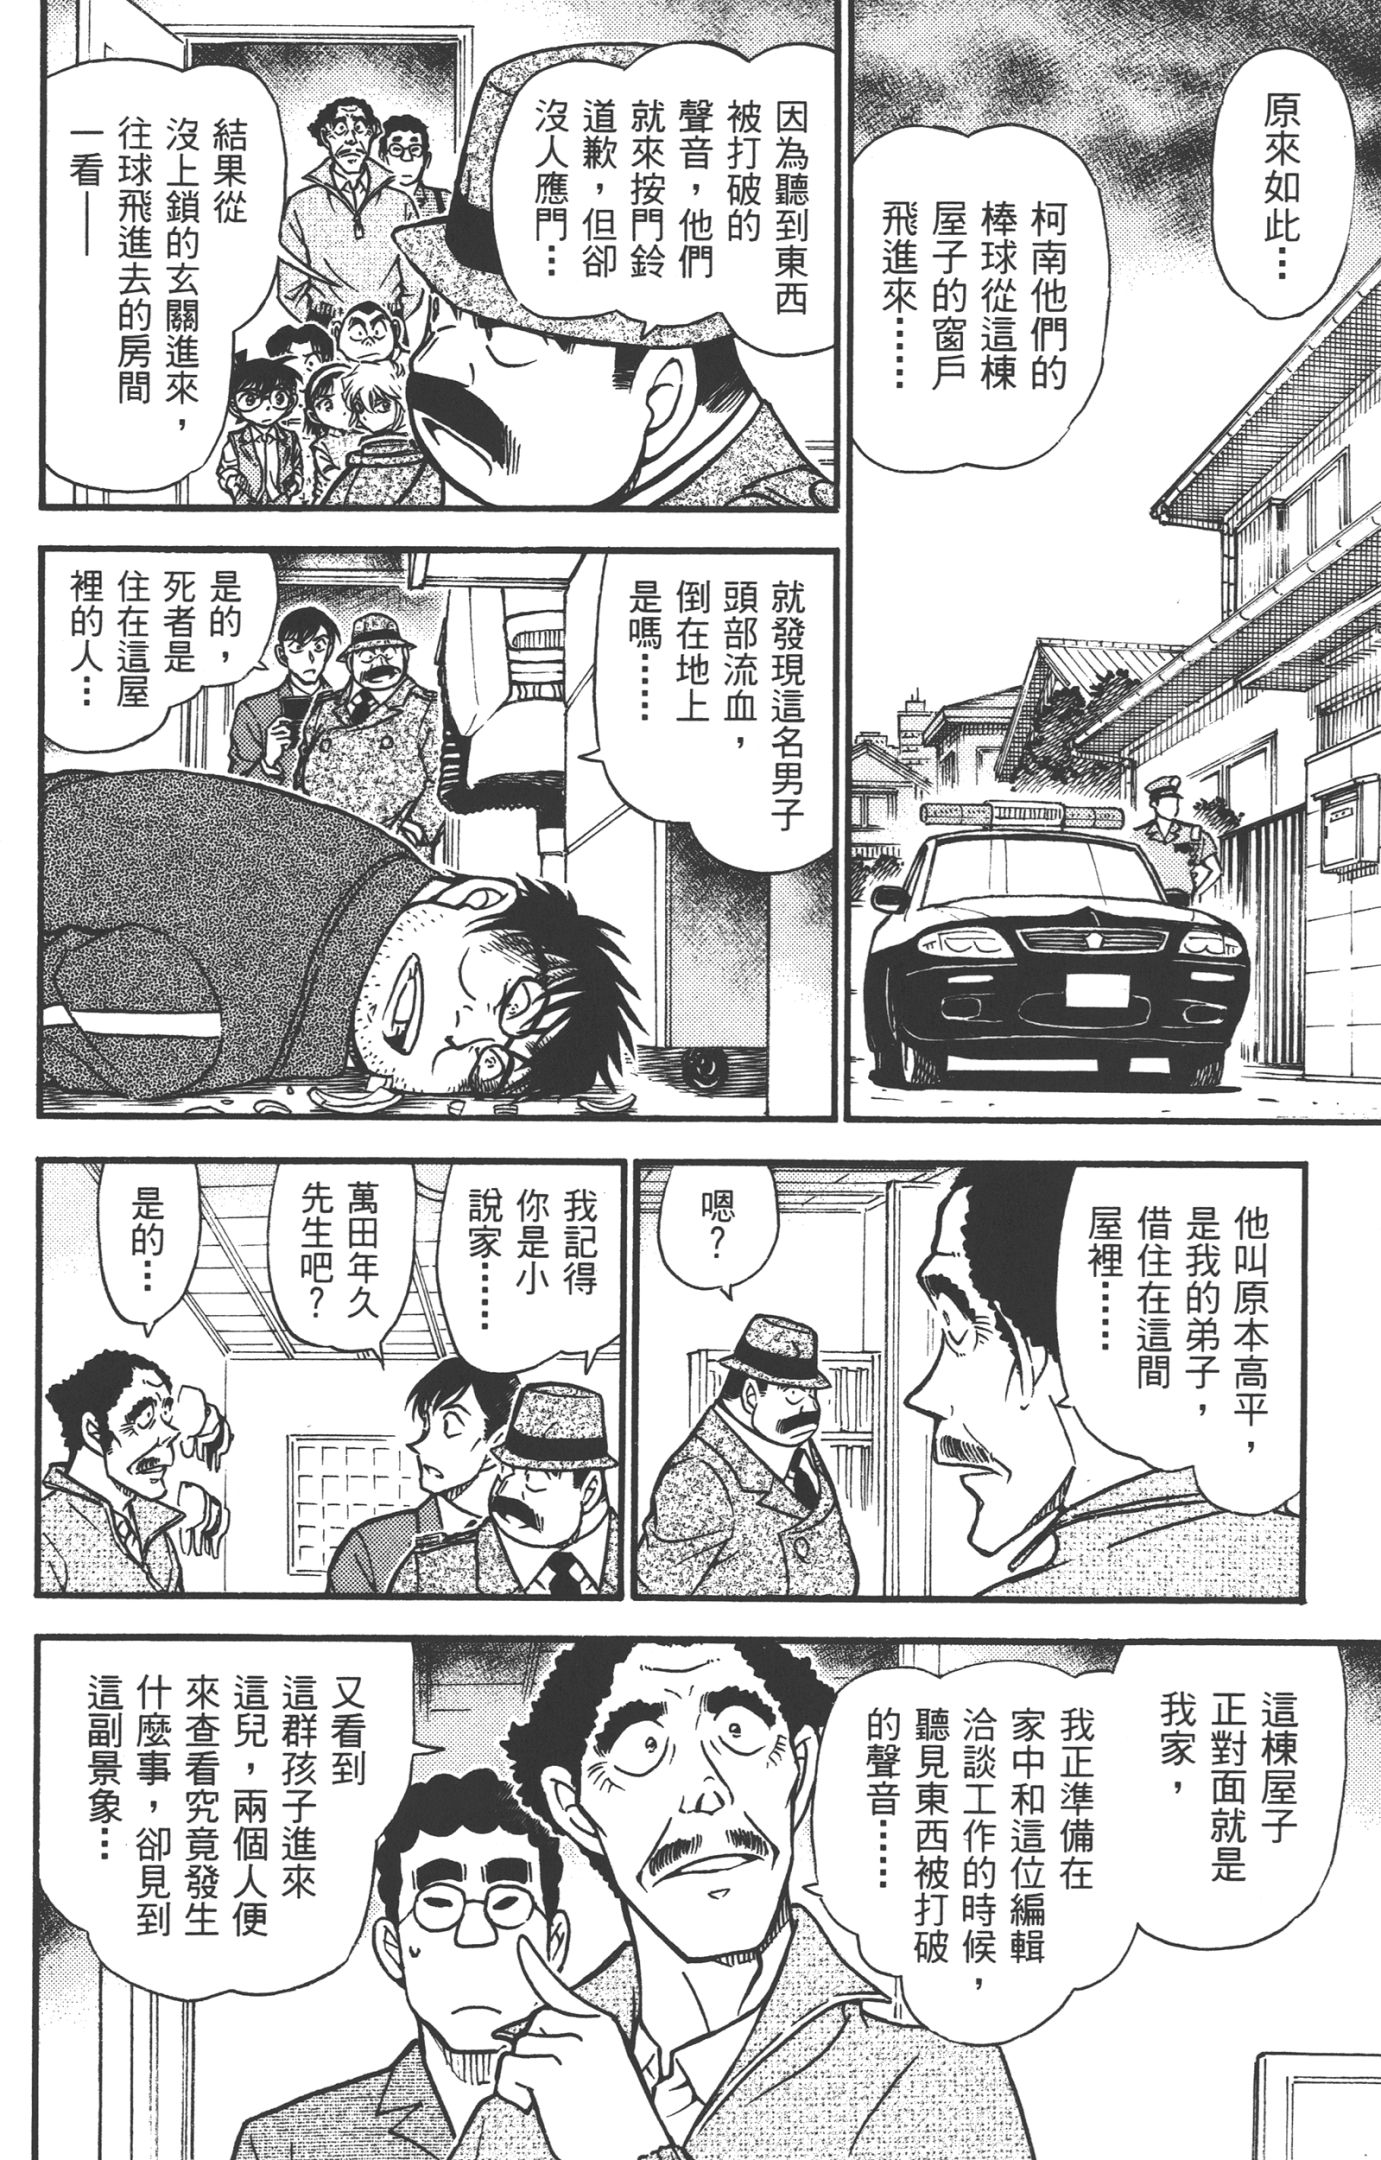 原來如此…
柯南他們的
棒球從這棟
屋子的窗戶
飛進來……
因為聽到東西
被打破的
聲音，他們
就來按門鈴
道歉，但卻
沒人應門…
結果從
沒上鎖的玄關進來，
往球飛進去的房間
一看——
就發現這名男子
頭部流血，
倒在地上
是嗎……
是的，
死者是
住在這屋
裡的人…
他叫原本高平，
是我的弟子，
借住在這間
屋裡……
嗯？
我記得
你是小
說家……
萬田年久
先生吧？
是的…
這棟屋子
正對面就是
我家，
我正準備在
家中和這位編輯
洽談工作的時候，
聽見東西被打破
的聲音……
又看到
這群孩子進來
這兒，兩個人便
來查看究竟發生
什麼事，卻見到
這副景象…